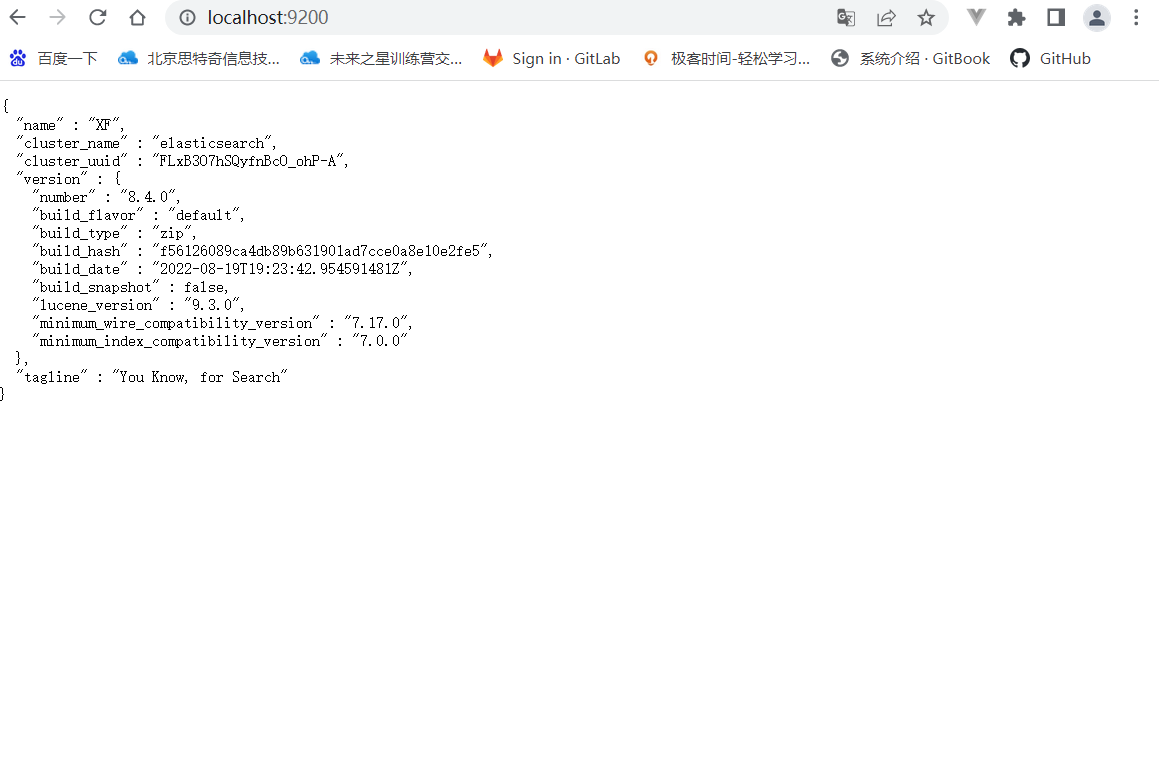 localhost:9200
百度一下 北京思特奇信息技... 未来之星训练营交... Sign in · GitLab 极客时间-轻松学习... 系统介绍 · GitBook GitHub
{
  "name" : "XF",
  "cluster_name" : "elasticsearch",
  "cluster_uuid" : "FLxB3O7hSQyfnBcO_ohP-A",
  "version" : {
    "number" : "8.4.0",
    "build_flavor" : "default",
    "build_type" : "zip",
    "build_hash" : "f56126089ca4db89b631901ad7cce0a8e10e2fe5",
    "build_date" : "2022-08-19T19:23:42.954591481Z",
    "build_snapshot" : false,
    "lucene_version" : "9.3.0",
    "minimum_wire_compatibility_version" : "7.17.0",
    "minimum_index_compatibility_version" : "7.0.0"
  },
  "tagline" : "You Know, for Search"
}